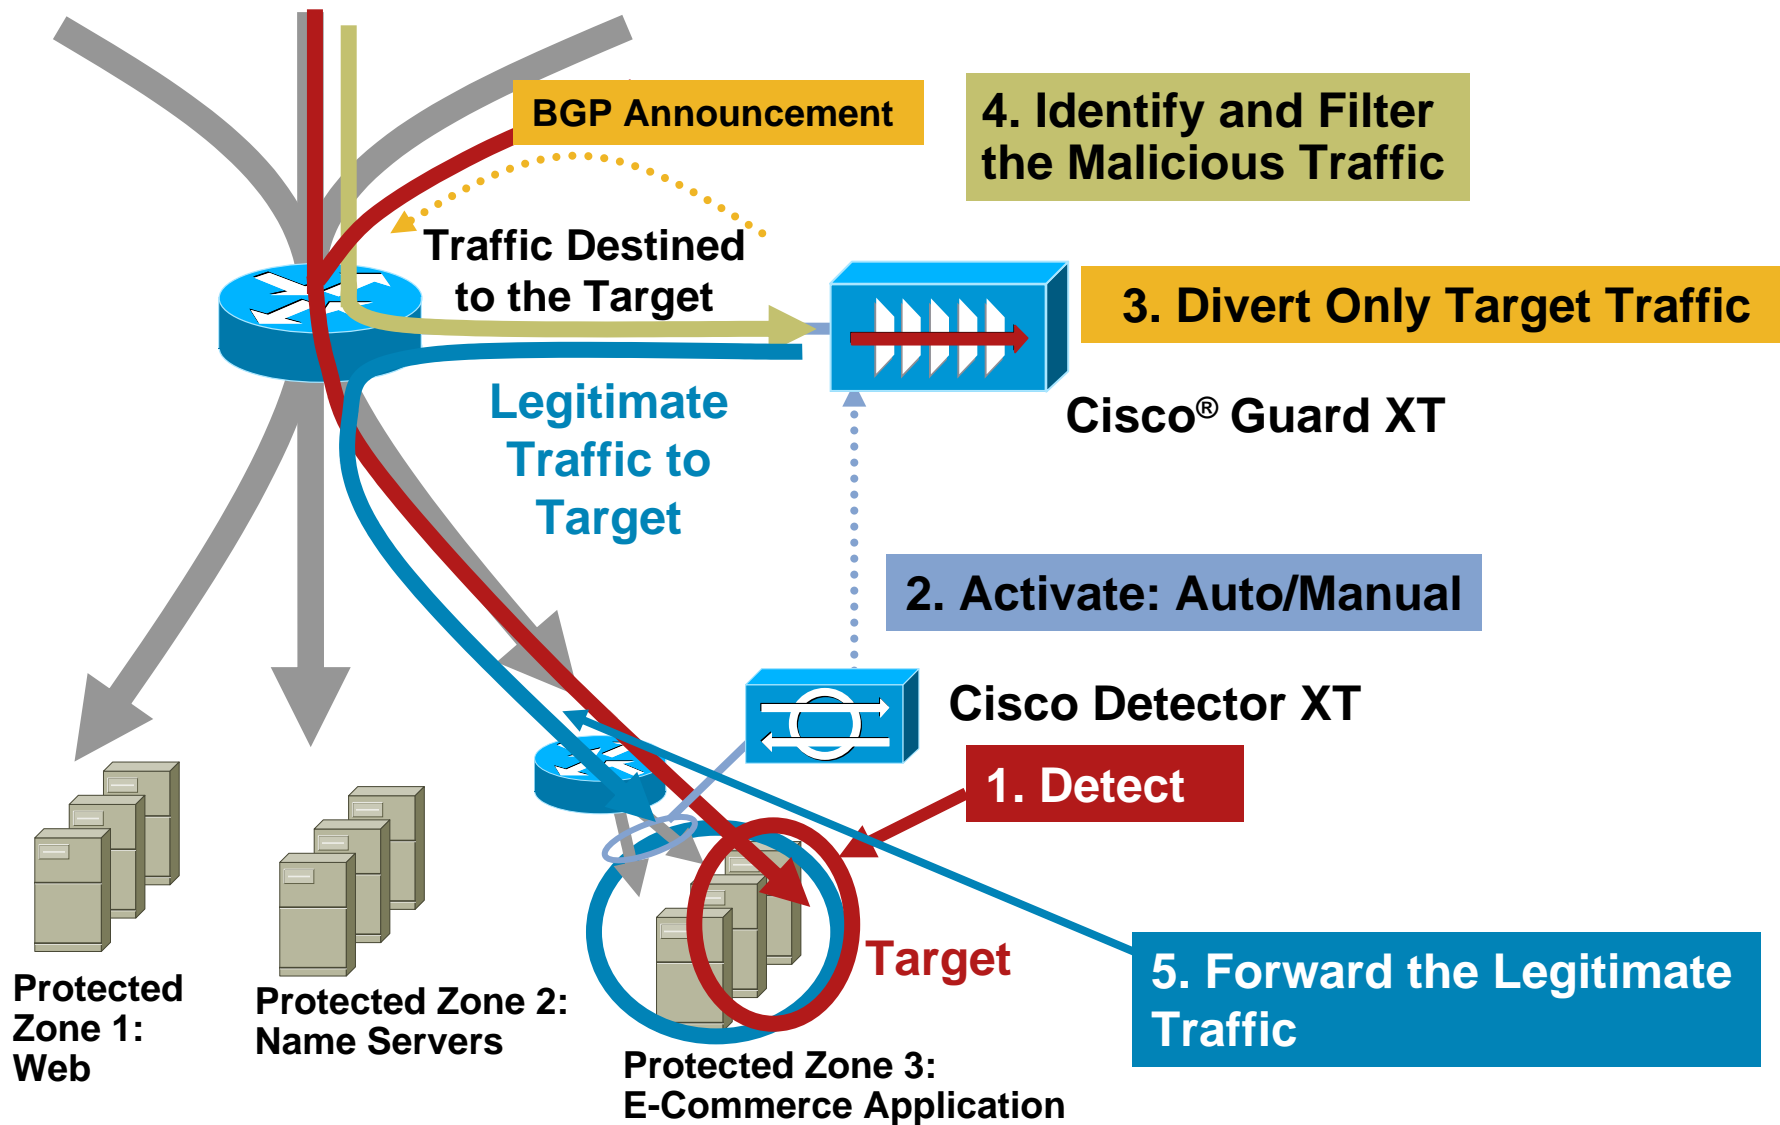 BGP Announcement
4. Identify and Filter
the Malicious Traffic
Traffic Destined
to the Target
3. Divert Only Target Traffic
Cisco® Guard XT
Legitimate
Traffic to
Target
2. Activate: Auto/Manual
Cisco Detector XT
1. Detect
Target
5. Forward the Legitimate
Traffic
Protected
Zone 1:
Web
Protected Zone 2:
Name Servers
Protected Zone 3:
E-Commerce Application